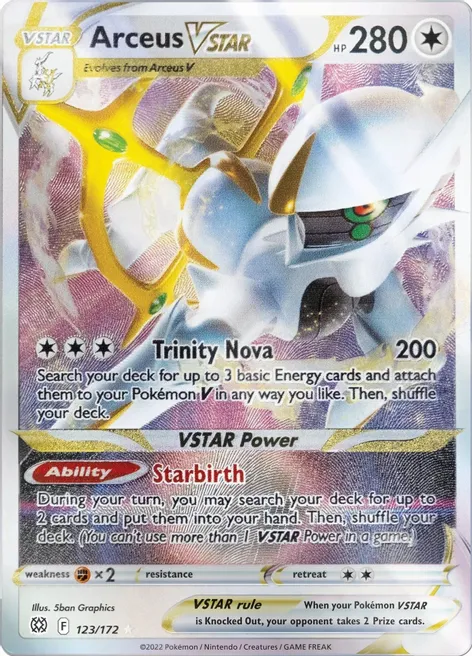 VSTAR Arceus VSTAR HP 280
Evolves from Arceus V
Trinity Nova 200
Search your deck for up to 3 basic Energy cards and attach
them to your Pokémon V in any way you like. Then, shuffle
your deck.
VSTAR Power
Ability Starbirth
During your turn, you may search your deck for up to
2 cards and put them into your hand. Then, shuffle your
deck. (You can't use more than 1 VSTAR Power in a game.)
weakness ×2 resistance retreat
Illus. 5ban Graphics
VSTAR rule When your Pokémon VSTAR
is Knocked Out, your opponent takes 2 Prize cards.
F 123/172
©2022 Pokémon / Nintendo / Creatures / GAME FREAK